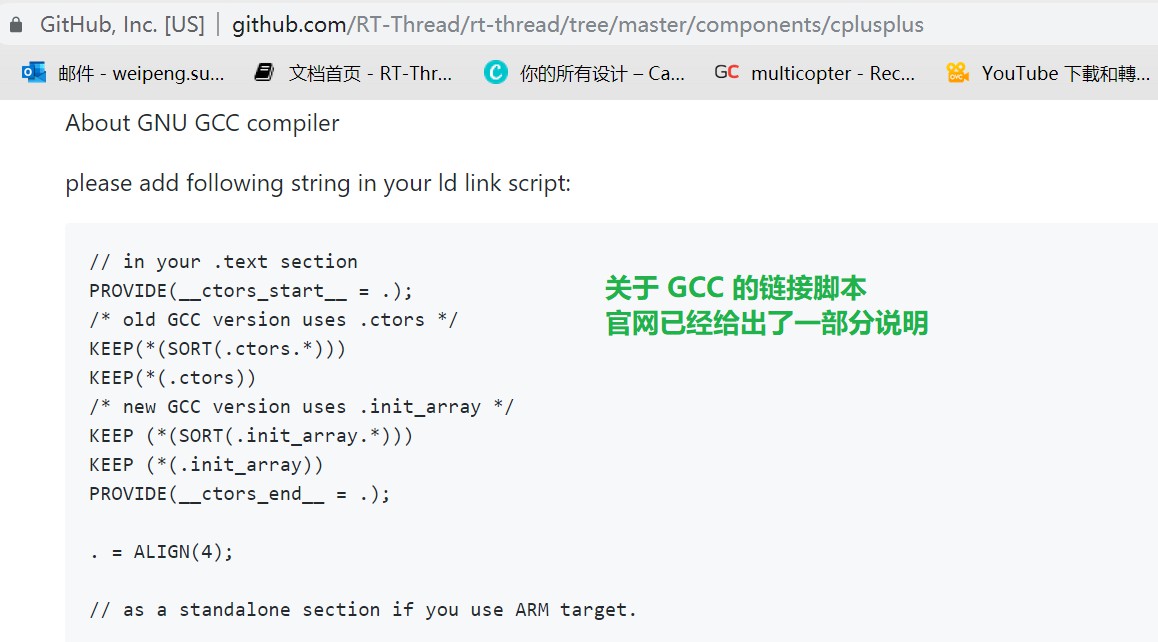 GitHub, Inc. [US] | github.com/RT-Thread/rt-thread/tree/master/components/cplusplus
邮件 - weipeng.su... 文档首页 - RT-Thr... 你的所有设计 – Ca... GC multicopter - Rec... YouTube 下載和轉...
About GNU GCC compiler
please add following string in your ld link script:
// in your .text section
PROVIDE(__ctors_start__ = .);
/* old GCC version uses .ctors */
KEEP(*(SORT(.ctors.*)))
KEEP(*(.ctors))
/* new GCC version uses .init_array */
KEEP (*(SORT(.init_array.*)))
KEEP (*(.init_array))
PROVIDE(__ctors_end__ = .);
. = ALIGN(4);
// as a standalone section if you use ARM target.
关于 GCC 的链接脚本
官网已经给出了一部分说明